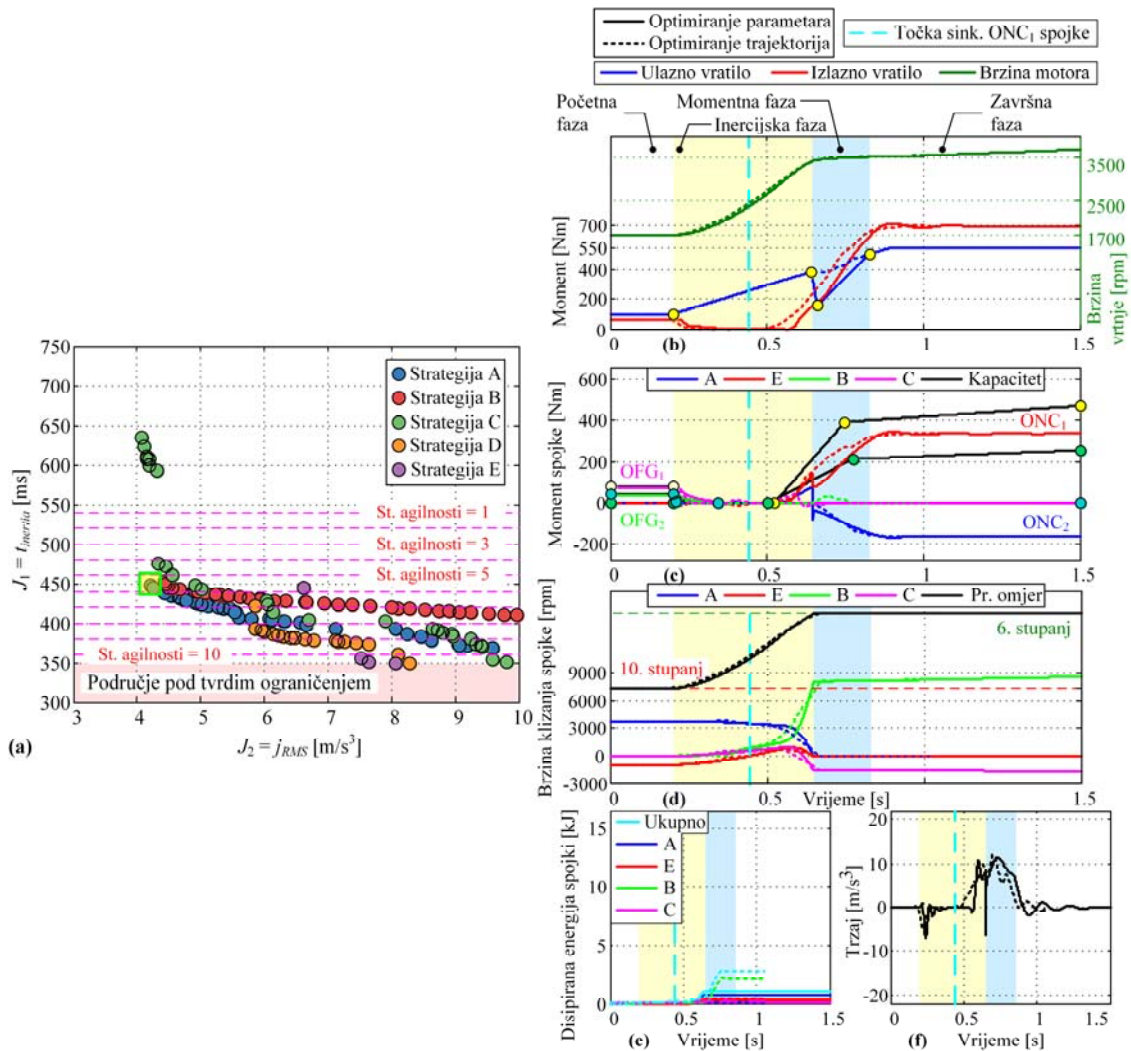 Optimiranje parametara
Optimiranje trajektorija
Točka sink. ONC1 spojke
Ulazno vratilo
Izlazno vratilo
Brzina motora
Početna faza
Momentna faza
Inercijska faza
Završna faza
Moment [Nm]
700
550
400
200
0
3500
2500
1700
Brzina vrtnje [rpm]
(b)
0
0.5
1
1.5
A
E
B
C
Kapacitet
Moment spojke [Nm]
600
400
200
0
-200
OFG1
OFG2
ONC1
ONC2
(c)
0
0.5
1
1.5
A
E
B
C
Pr. omjer
Brzina klizanja spojke [rpm]
9000
6000
3000
0
-3000
10. stupanj
6. stupanj
(d)
0
0.5
1.5
Vrijeme [s]
Disipirana energija spojki [kJ]
15
10
5
0
Ukupno
A
E
B
C
0
0.5
1
1.5
(e)
Vrijeme [s]
Trzaj [m/s3]
20
10
0
-10
-20
0
0.5
1
1.5
(f)
Vrijeme [s]
J1 = tinercija [ms]
750
700
650
600
550
500
450
400
350
300
Strategija A
Strategija B
Strategija C
Strategija D
Strategija E
St. agilnosti = 1
St. agilnosti = 3
St. agilnosti = 5
St. agilnosti = 10
Područje pod tvrdim ograničenjem
3
4
5
6
7
8
9
10
(a)
J2 = jRMS [m/s3]